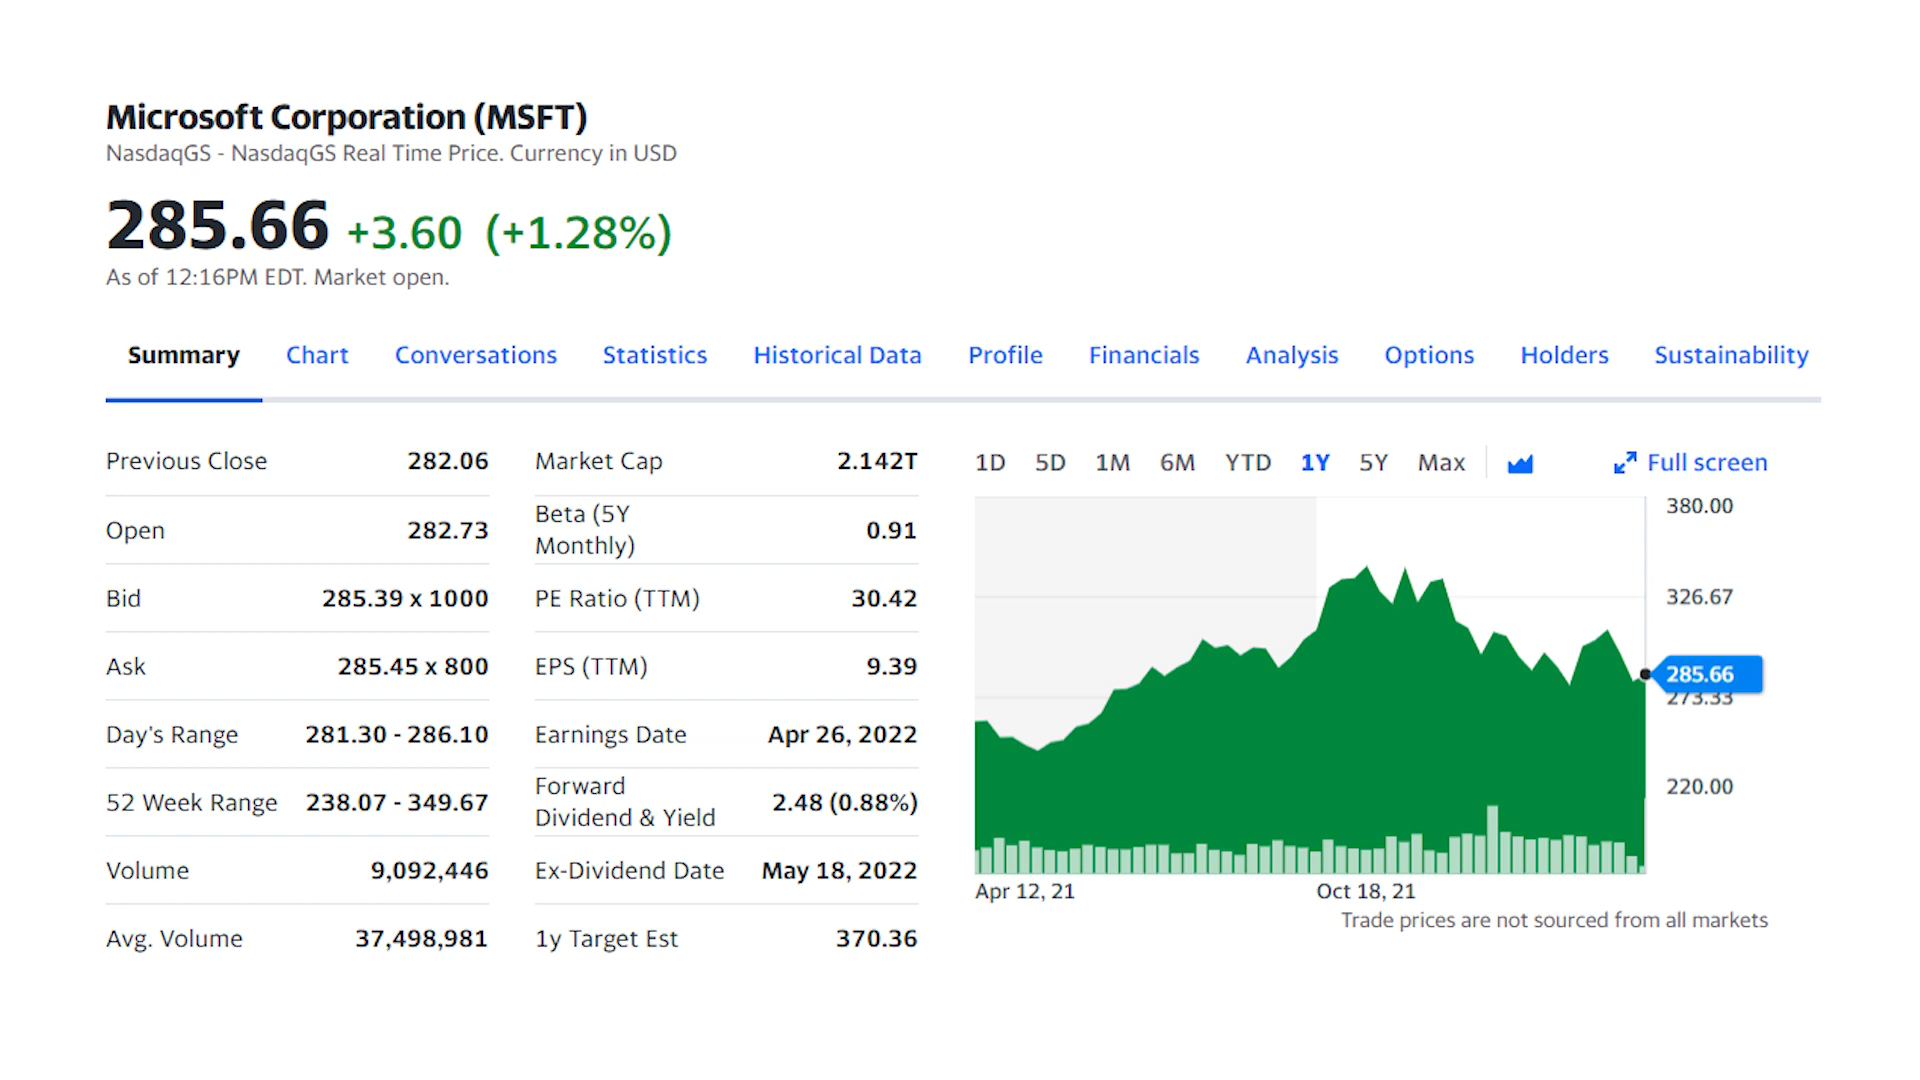 Microsoft Corporation (MSFT)
NasdaqGS - NasdaqGS Real Time Price. Currency in USD
285.66 +3.60 (+1.28%)
As of 12:16PM EDT. Market open.
Summary Chart Conversations Statistics Historical Data Profile Financials Analysis Options Holders Sustainability
Previous Close 282.06
Open 282.73
Bid 285.39 x 1000
Ask 285.45 x 800
Day's Range 281.30 - 286.10
52 Week Range 238.07 - 349.67
Volume 9,092,446
Avg. Volume 37,498,981
Market Cap 2.142T
Beta (5Y
Monthly) 0.91
PE Ratio (TTM) 30.42
EPS (TTM) 9.39
Earnings Date Apr 26, 2022
Forward
Dividend & Yield 2.48 (0.88%)
Ex-Dividend Date May 18, 2022
1y Target Est 370.36
1D 5D 1M 6M YTD 1Y 5Y Max Full screen
380.00
326.67
285.66
273.33
220.00
Apr 12, 21 Oct 18, 21
Trade prices are not sourced from all markets